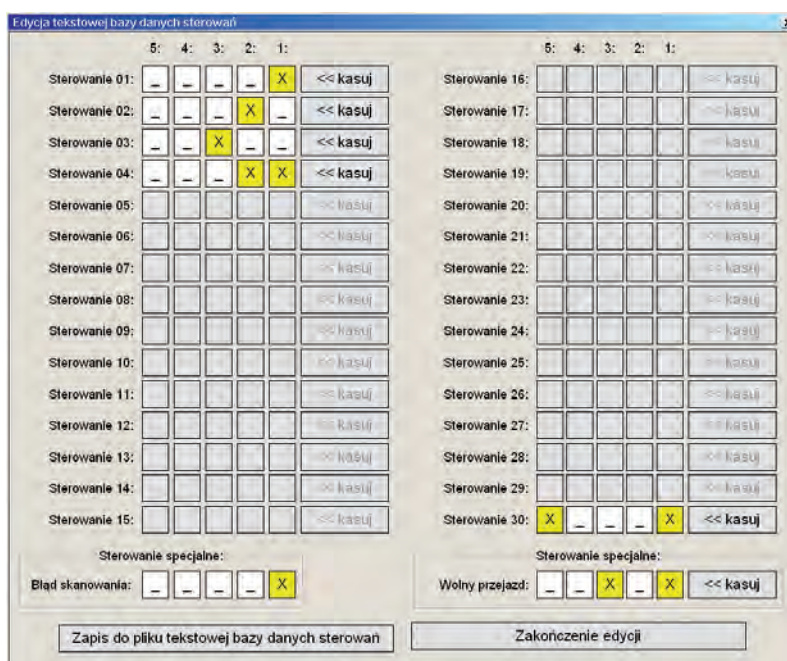 Edycja tekstowej bazy danych sterowań
5: 4: 3: 2: 1:
Sterowanie 01: _ _ _ _ X << kasuj
Sterowanie 02: _ _ _ X _ << kasuj
Sterowanie 03: _ _ X _ _ << kasuj
Sterowanie 04: _ _ _ X X << kasuj
Sterowanie 05: << kasuj
Sterowanie 06: << kasuj
Sterowanie 07: << kasuj
Sterowanie 08: << kasuj
Sterowanie 09: << kasuj
Sterowanie 10: << kasuj
Sterowanie 11: << kasuj
Sterowanie 12: << kasuj
Sterowanie 13: << kasuj
Sterowanie 14: << kasuj
Sterowanie 15: << kasuj
Sterowanie specjalne:
Błąd skanowania: _ _ _ _ X
5: 4: 3: 2: 1:
Sterowanie 16: << kasuj
Sterowanie 17: << kasuj
Sterowanie 18: << kasuj
Sterowanie 19: << kasuj
Sterowanie 20: << kasuj
Sterowanie 21: << kasuj
Sterowanie 22: << kasuj
Sterowanie 23: << kasuj
Sterowanie 24: << kasuj
Sterowanie 25: << kasuj
Sterowanie 26: << kasuj
Sterowanie 27: << kasuj
Sterowanie 28: << kasuj
Sterowanie 29: << kasuj
Sterowanie 30: X _ _ _ X << kasuj
Sterowanie specjalne:
Wolny przejazd: _ _ X _ X << kasuj
Zapis do pliku tekstowej bazy danych sterowań
Zakończenie edycji